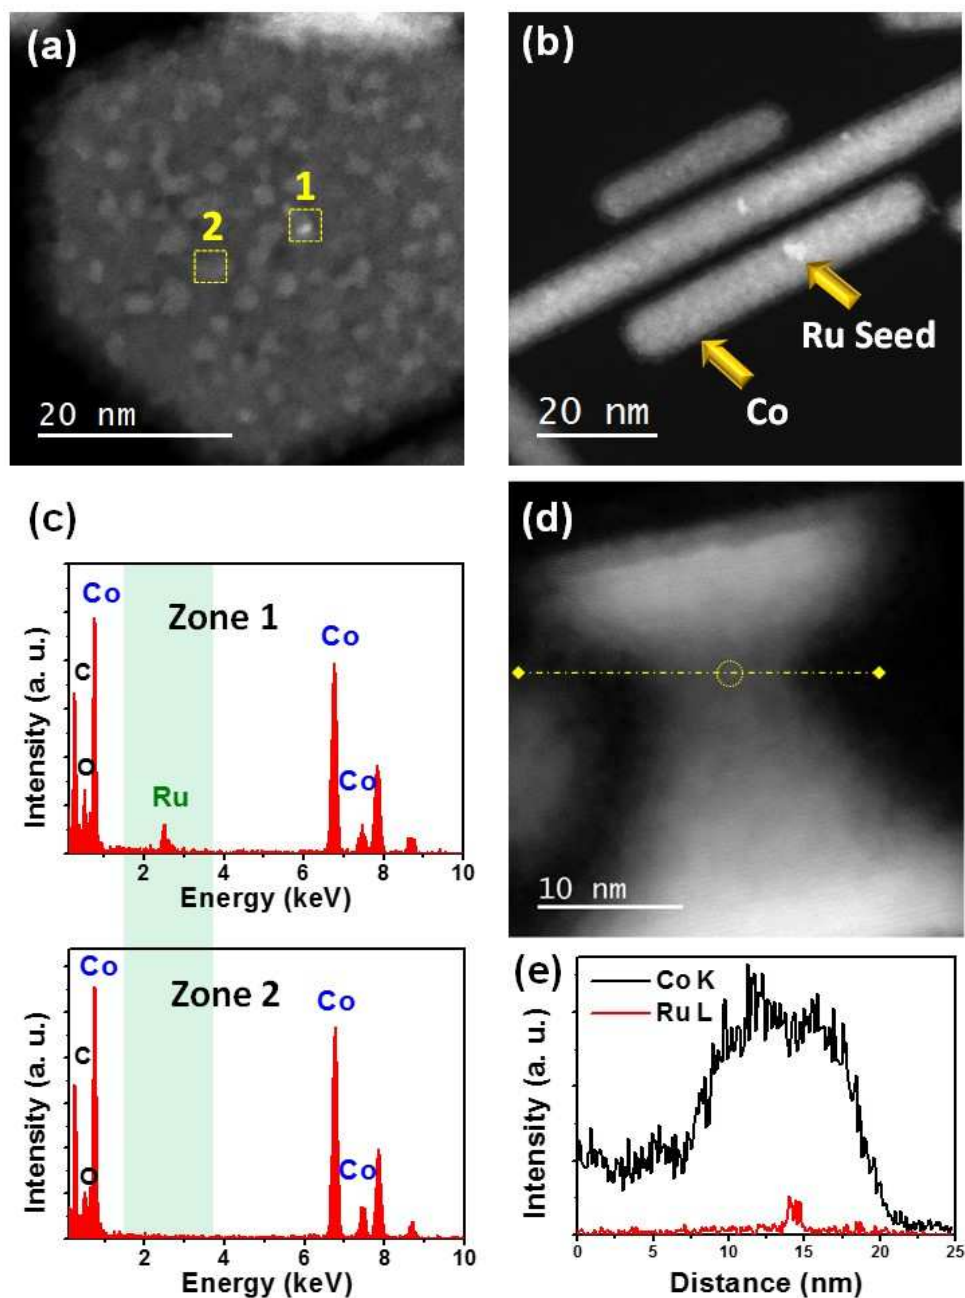 (a)
1
2
20 nm
(b)
Ru Seed
Co
20 nm
(c)
Zone 1
Co
C
O
Ru
Co
Co
Intensity (a. u.)
2 4 6 8 10
Energy (keV)
Zone 2
Co
C
O
Co
Co
Intensity (a. u.)
2 4 6 8 10
Energy (keV)
(d)
10 nm
(e)
Co K
Ru L
Intensity (a. u.)
0 5 10 15 20 25
Distance (nm)